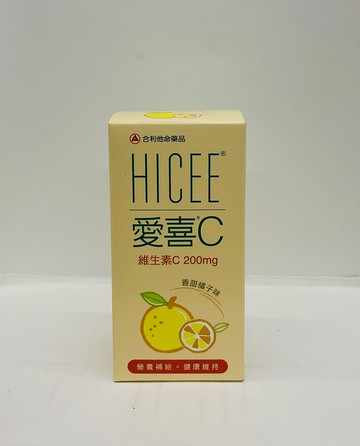 合利他命藥品
HICEE®
愛喜®C
維生素C 200mg
香甜橘子味
營養補給・健康維持